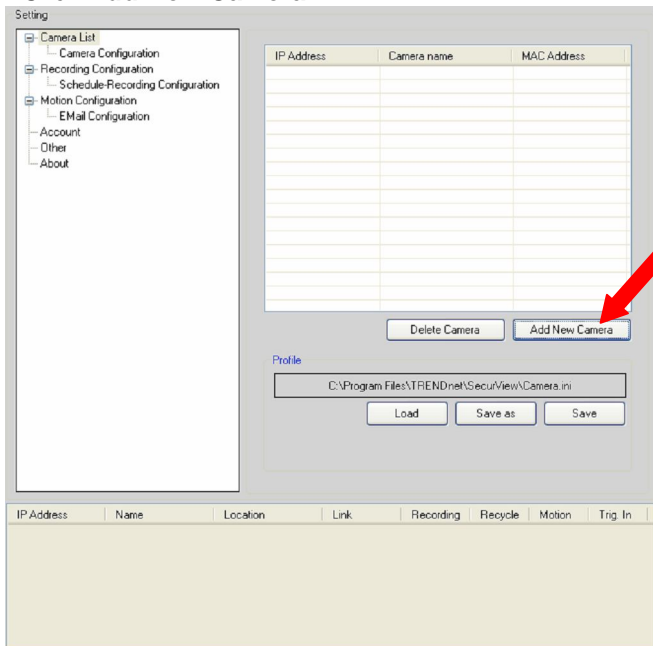 Setting
Camera List
Camera Configuration
Recording Configuration
Schedule-Recording Configuration
Motion Configuration
EMail Configuration
Account
Other
About
IP Address Camera name MAC Address
Delete Camera Add New Camera
Profile
C:\Program Files\TRENDnet\SecurView\Camera.ini
Load Save as Save
IP Address Name Location Link Recording Recycle Motion Trig. In